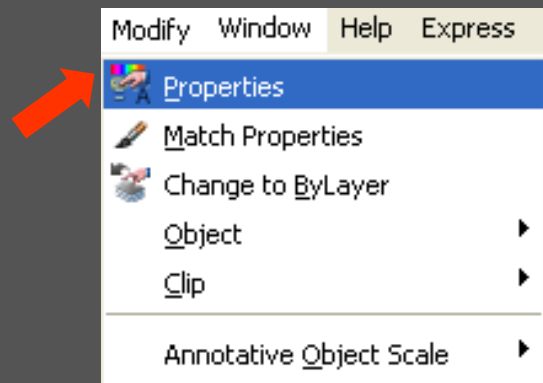 Modify Window Help Express
Properties
Match Properties
Change to ByLayer
Object
Clip
Annotative Object Scale